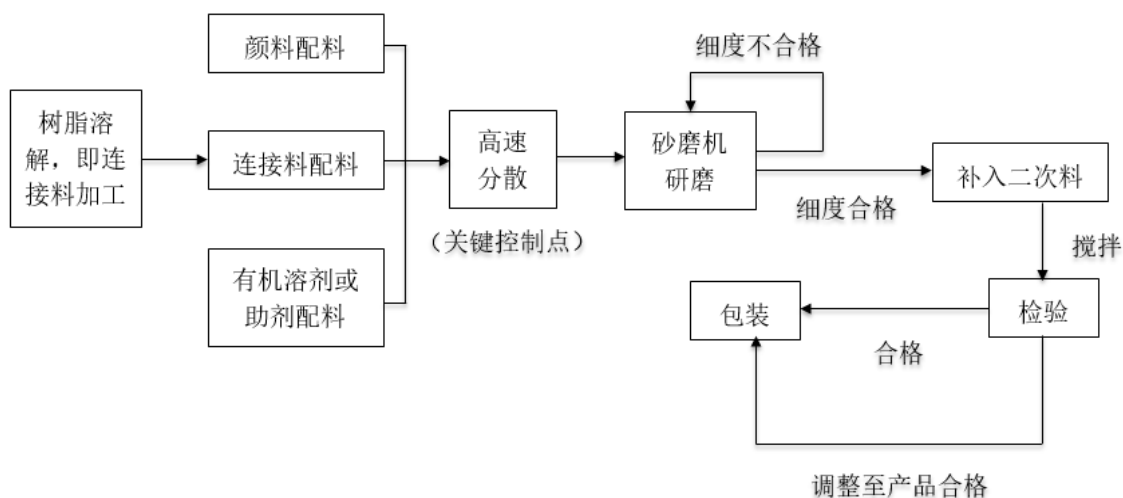 颜料配料
树脂溶
解，即连
接料加工
连接料配料
有机溶剂或
助剂配料
高速
分散
（关键控制点）
细度不合格
砂磨机
研磨
细度合格
补入二次料
搅拌
检验
合格
包装
调整至产品合格